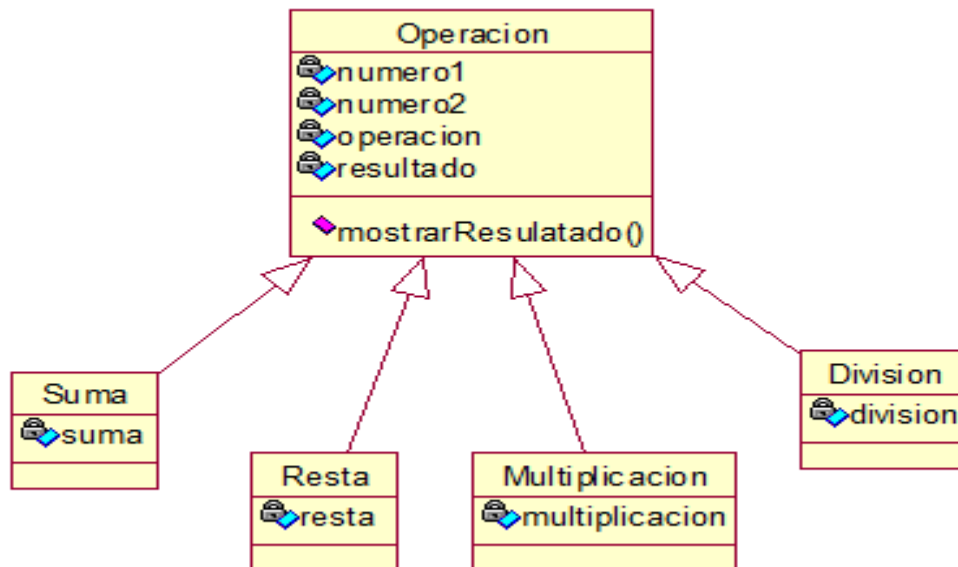 Operacion
numero1
numero2
operacion
resultado
mostrarResulatado()
Suma
suma
Resta
resta
Multiplicacion
multiplicacion
Division
division